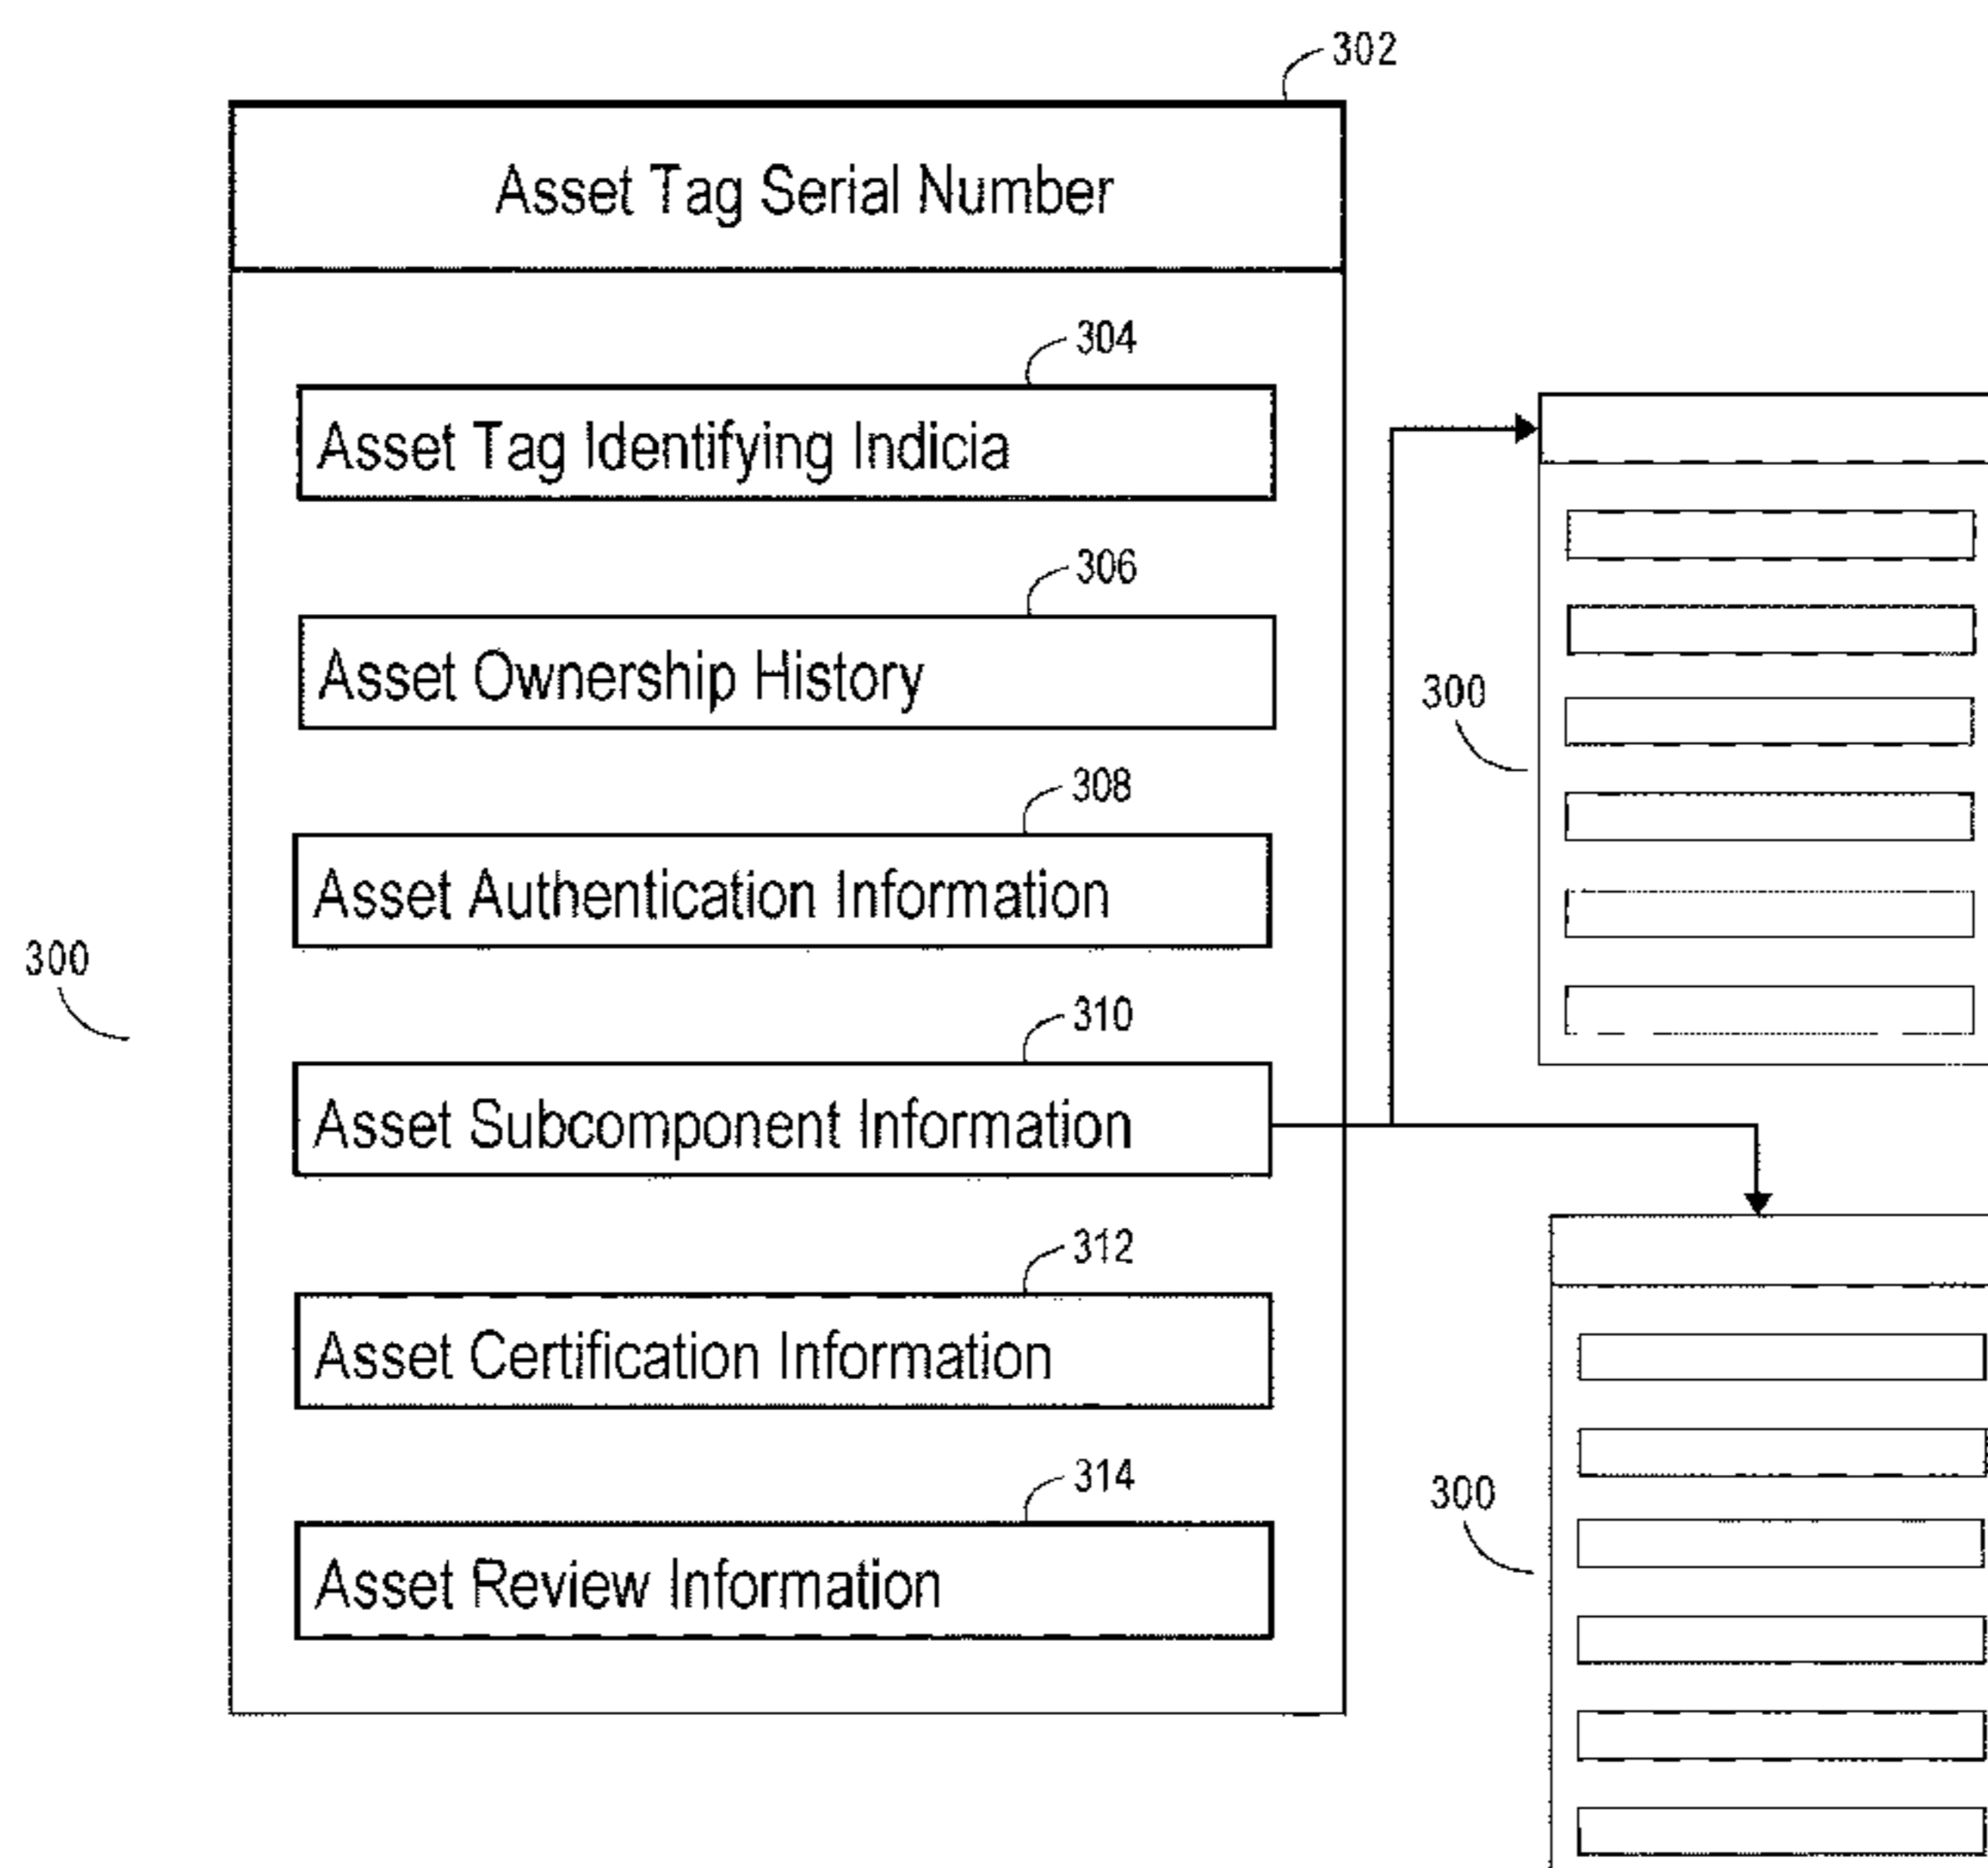 302
Asset Tag Serial Number
304
Asset Tag Identifying Indicia
306
Asset Ownership History
300
308
Asset Authentication Information
300
310
Asset Subcomponent Information
312
Asset Certification Information
314
300
Asset Review Information